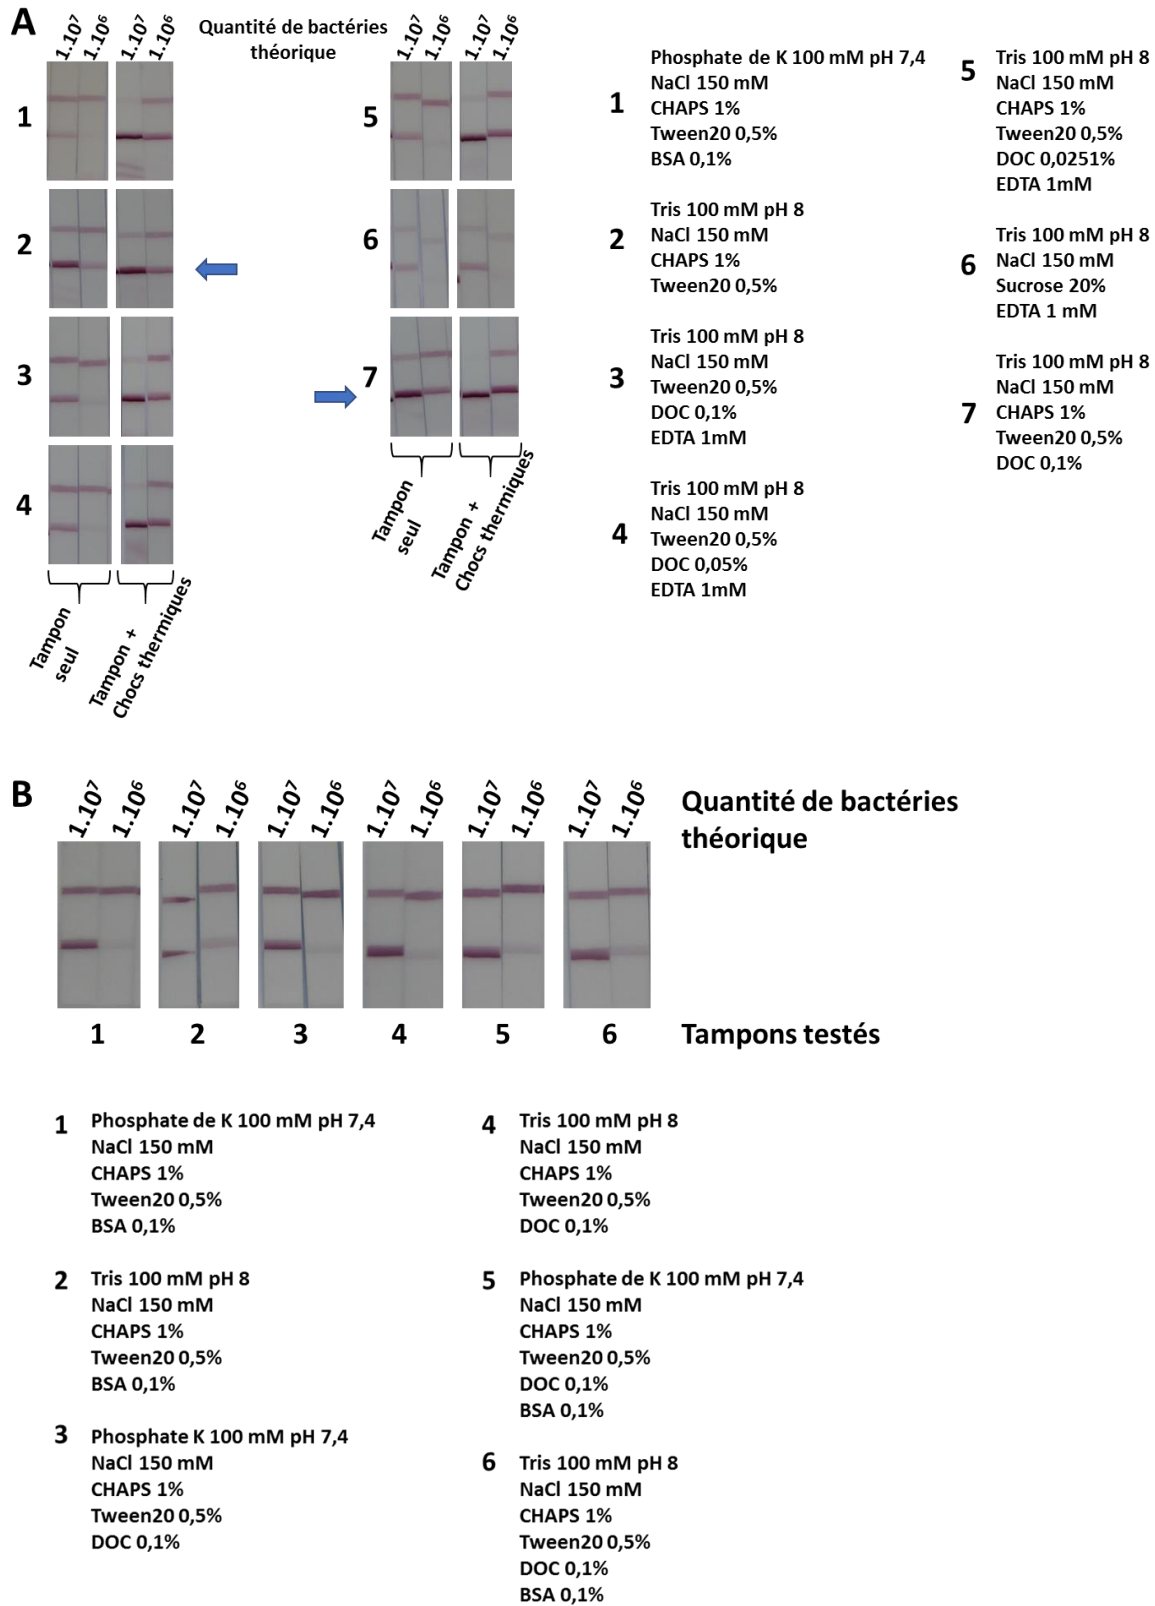 A
1.10⁷ 1.10⁶ 1.10⁷ 1.10⁶
Quantité de bactéries
théorique
1.10⁷ 1.10⁶ 1.10⁷ 1.10⁶
1
2
3
4
Tampon
seul
Tampon +
Chocs thermiques
5
6
7
Tampon
seul
Tampon +
Chocs thermiques
1
Phosphate de K 100 mM pH 7,4
NaCl 150 mM
CHAPS 1%
Tween20 0,5%
BSA 0,1%
2
Tris 100 mM pH 8
NaCl 150 mM
CHAPS 1%
Tween20 0,5%
3
Tris 100 mM pH 8
NaCl 150 mM
Tween20 0,5%
DOC 0,1%
EDTA 1mM
4
Tris 100 mM pH 8
NaCl 150 mM
Tween20 0,5%
DOC 0,05%
EDTA 1mM
5
Tris 100 mM pH 8
NaCl 150 mM
CHAPS 1%
Tween20 0,5%
DOC 0,0251%
EDTA 1mM
6
Tris 100 mM pH 8
NaCl 150 mM
Sucrose 20%
EDTA 1 mM
7
Tris 100 mM pH 8
NaCl 150 mM
CHAPS 1%
Tween20 0,5%
DOC 0,1%
B
1.10⁷ 1.10⁶ 1.10⁷ 1.10⁶ 1.10⁷ 1.10⁶ 1.10⁷ 1.10⁶ 1.10⁷ 1.10⁶ 1.10⁷ 1.10⁶
Quantité de bactéries
théorique
1 2 3 4 5 6 Tampons testés
1
Phosphate de K 100 mM pH 7,4
NaCl 150 mM
CHAPS 1%
Tween20 0,5%
BSA 0,1%
2
Tris 100 mM pH 8
NaCl 150 mM
CHAPS 1%
Tween20 0,5%
BSA 0,1%
3
Phosphate K 100 mM pH 7,4
NaCl 150 mM
CHAPS 1%
Tween20 0,5%
DOC 0,1%
4
Tris 100 mM pH 8
NaCl 150 mM
CHAPS 1%
Tween20 0,5%
DOC 0,1%
5
Phosphate de K 100 mM pH 7,4
NaCl 150 mM
CHAPS 1%
Tween20 0,5%
DOC 0,1%
BSA 0,1%
6
Tris 100 mM pH 8
NaCl 150 mM
CHAPS 1%
Tween20 0,5%
DOC 0,1%
BSA 0,1%